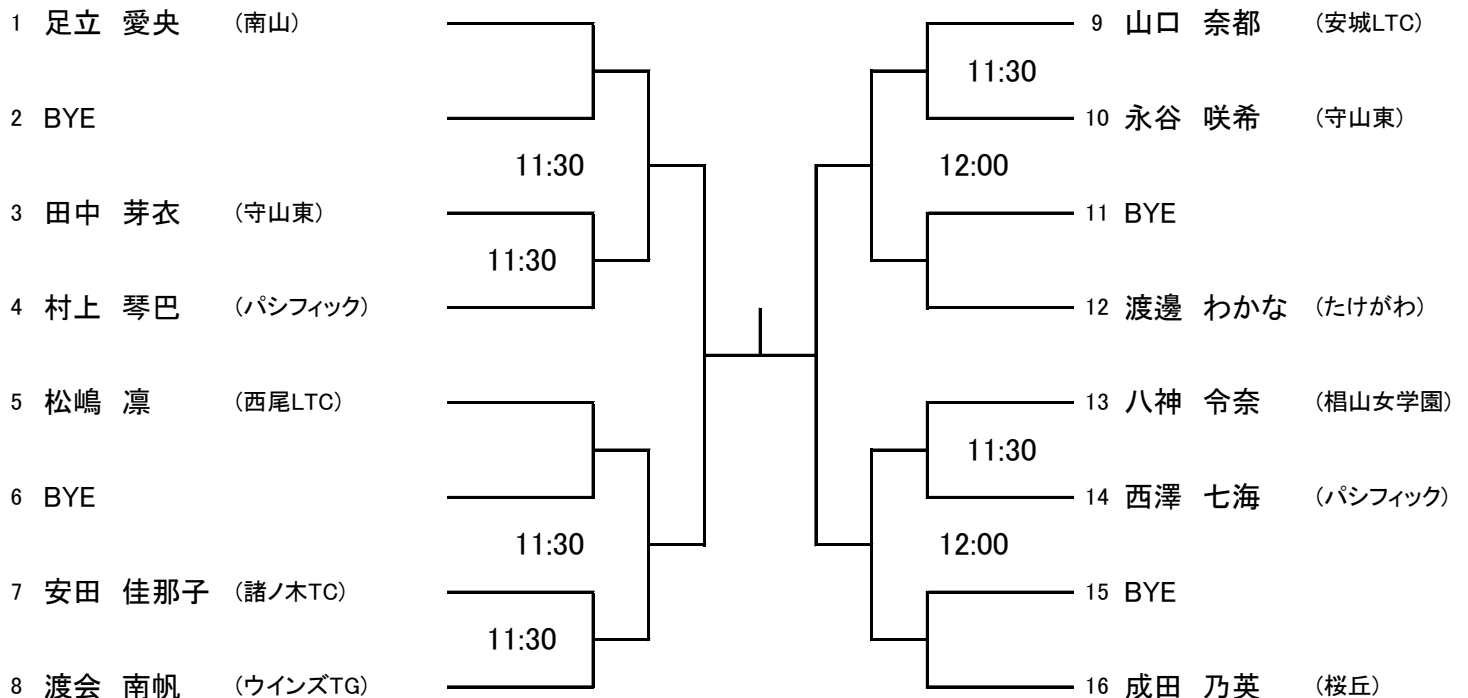 1 足立 愛央 (南山)
2 BYE
11:30
3 田中 芽衣 (守山東)
11:30
4 村上 琴巴 (パシフィック)
5 松嶋 凛 (西尾LTC)
6 BYE
11:30
7 安田 佳那子 (諸ノ木TC)
11:30
8 渡会 南帆 (ウインズTG)
9 山口 奈都 (安城LTC)
11:30
10 永谷 咲希 (守山東)
12:00
11 BYE
12 渡邊 わかな (たけがわ)
13 八神 令奈 (椙山女学園)
11:30
14 西澤 七海 (パシフィック)
12:00
15 BYE
16 成田 乃英 (桜丘)